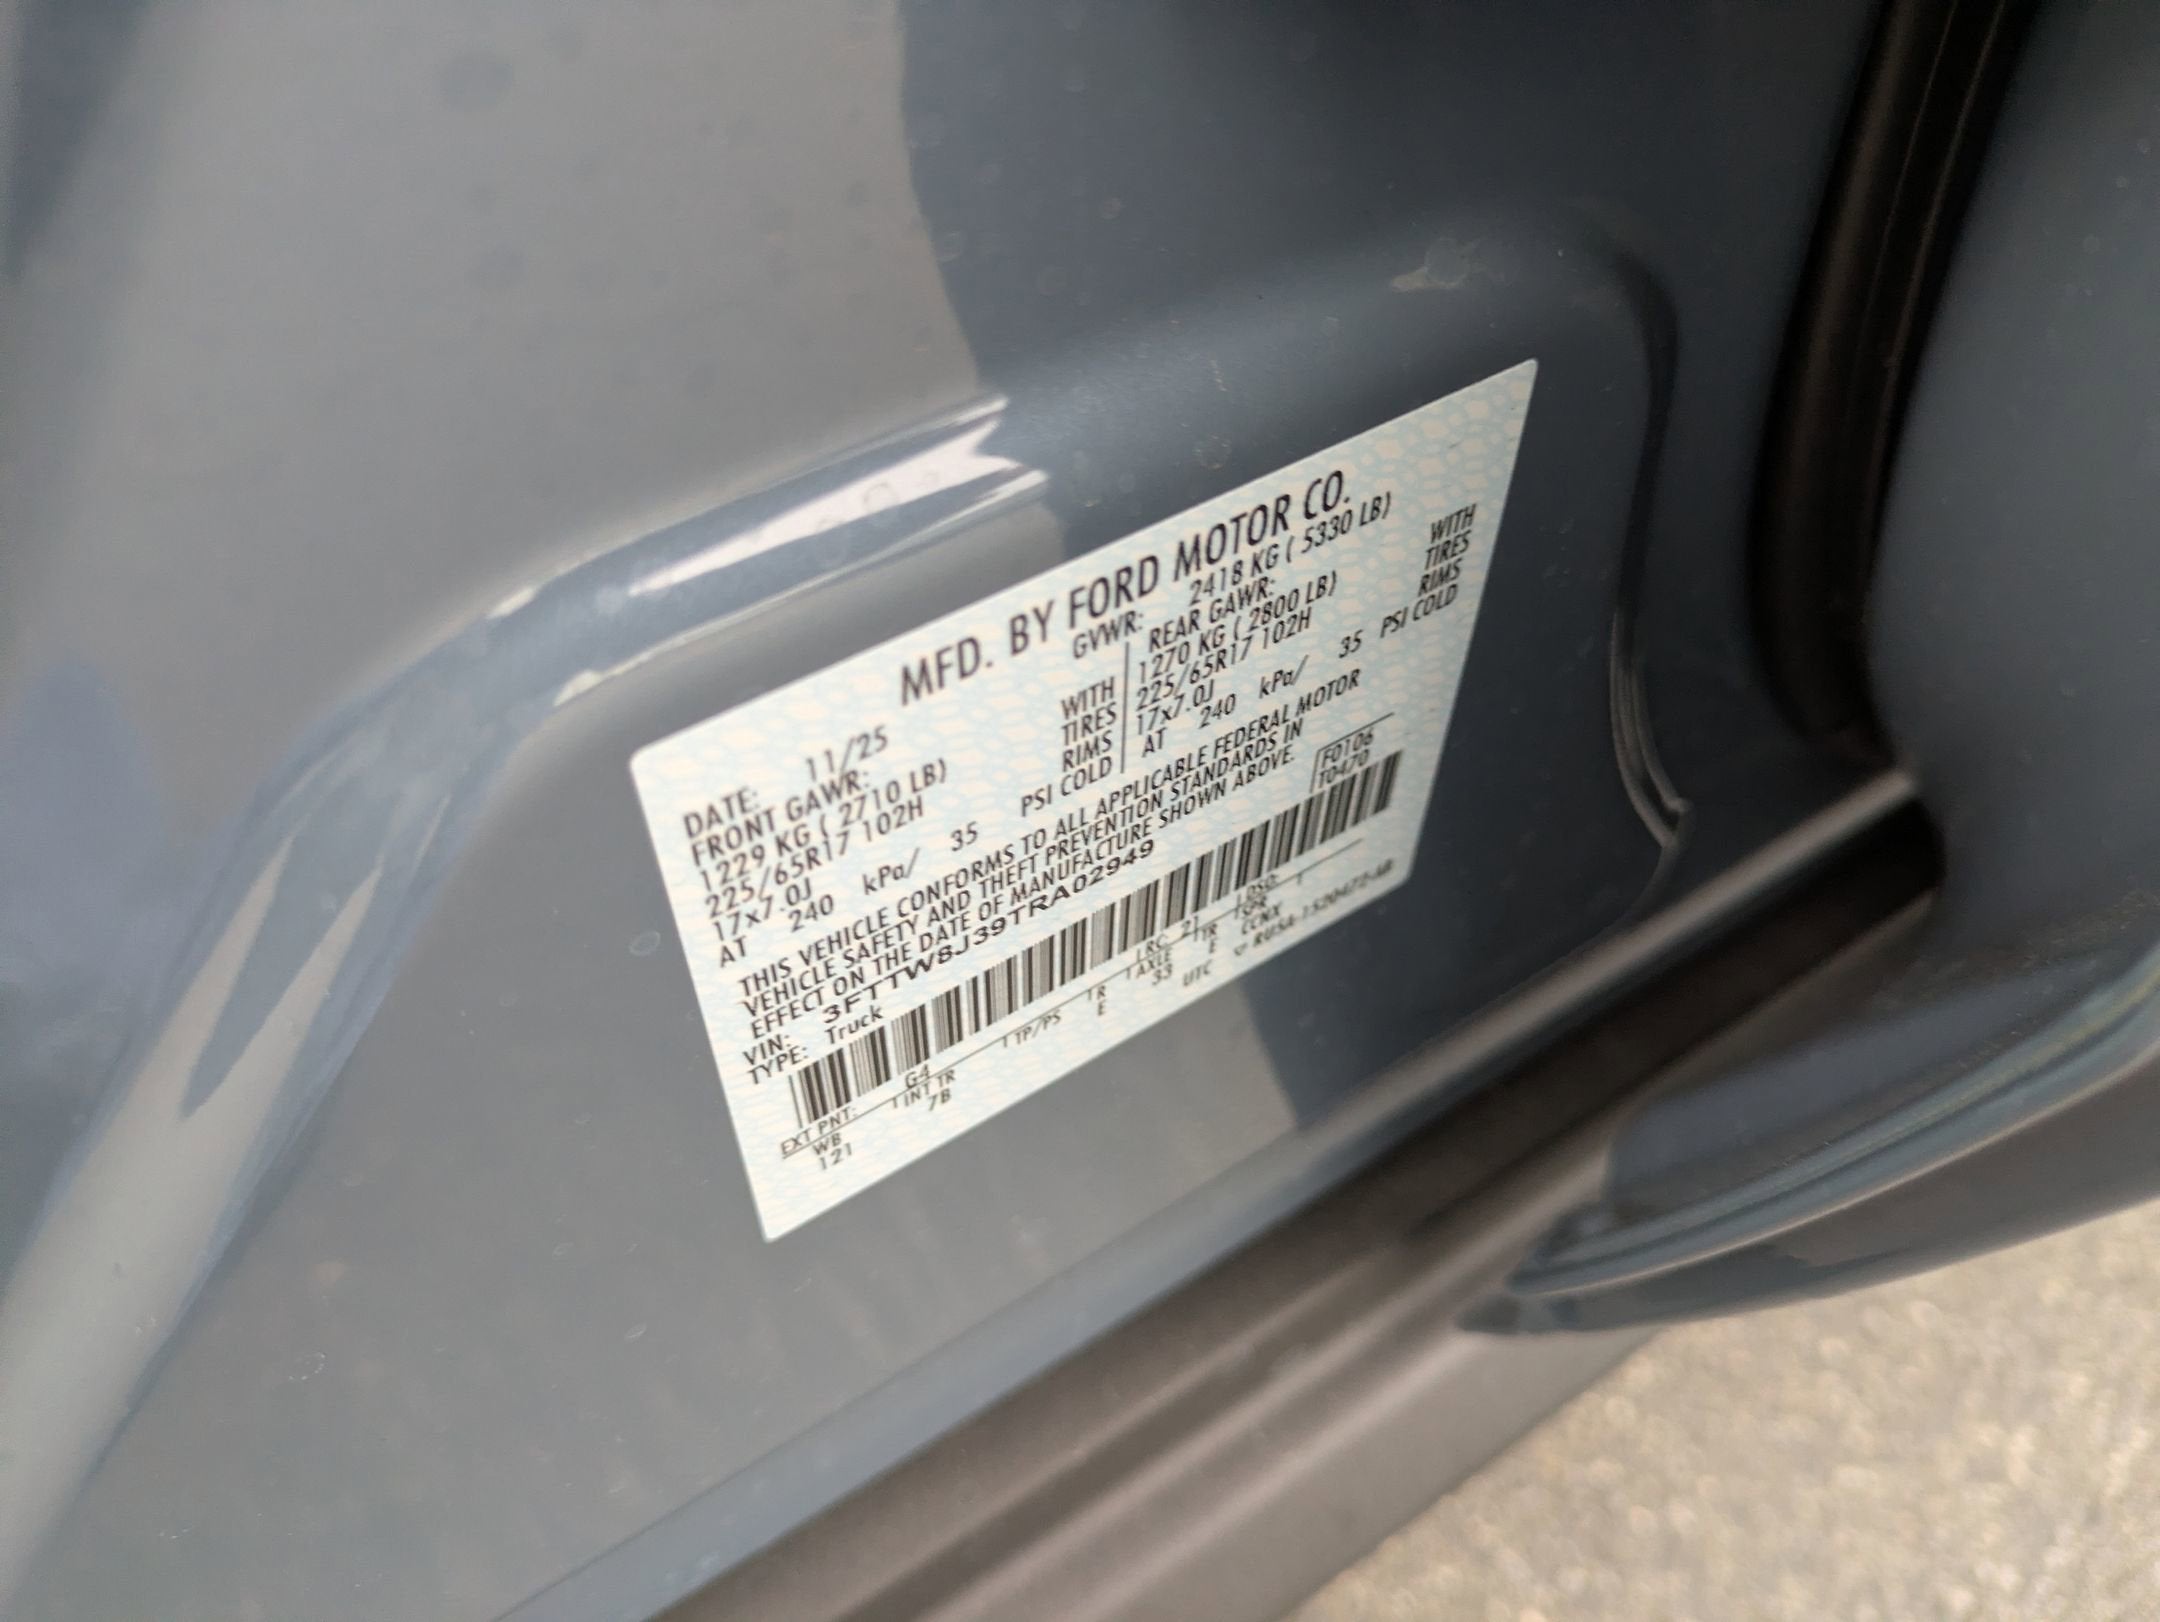 MFD. BY FORD MOTOR CO.
DATE: 11/25 GVWR: 2418 KG ( 5330 LB)
FRONT GAWR: REAR GAWR:
1229 KG ( 2710 LB) WITH 1270 KG ( 2800 LB) WITH
225/65R17 102H TIRES 225/65R17 102H TIRES
17x7.0J RIMS 17x7.0J RIMS
AT 240 kPa/ 35 PSI COLD AT 240 kPa/ 35 PSI COLD
THIS VEHICLE CONFORMS TO ALL APPLICABLE FEDERAL MOTOR
VEHICLE SAFETY AND THEFT PREVENTION STANDARDS IN
EFFECT ON THE DATE OF MANUFACTURE SHOWN ABOVE.
VIN: 3FTTW8J39TRA02949 F0106
TYPE: Truck T0470
EXT PNT: G4 RC: 21 DSO:
WB INT TR TP/PS R AXLE TR SPR
121 7B E 33 E CCNX
UTC